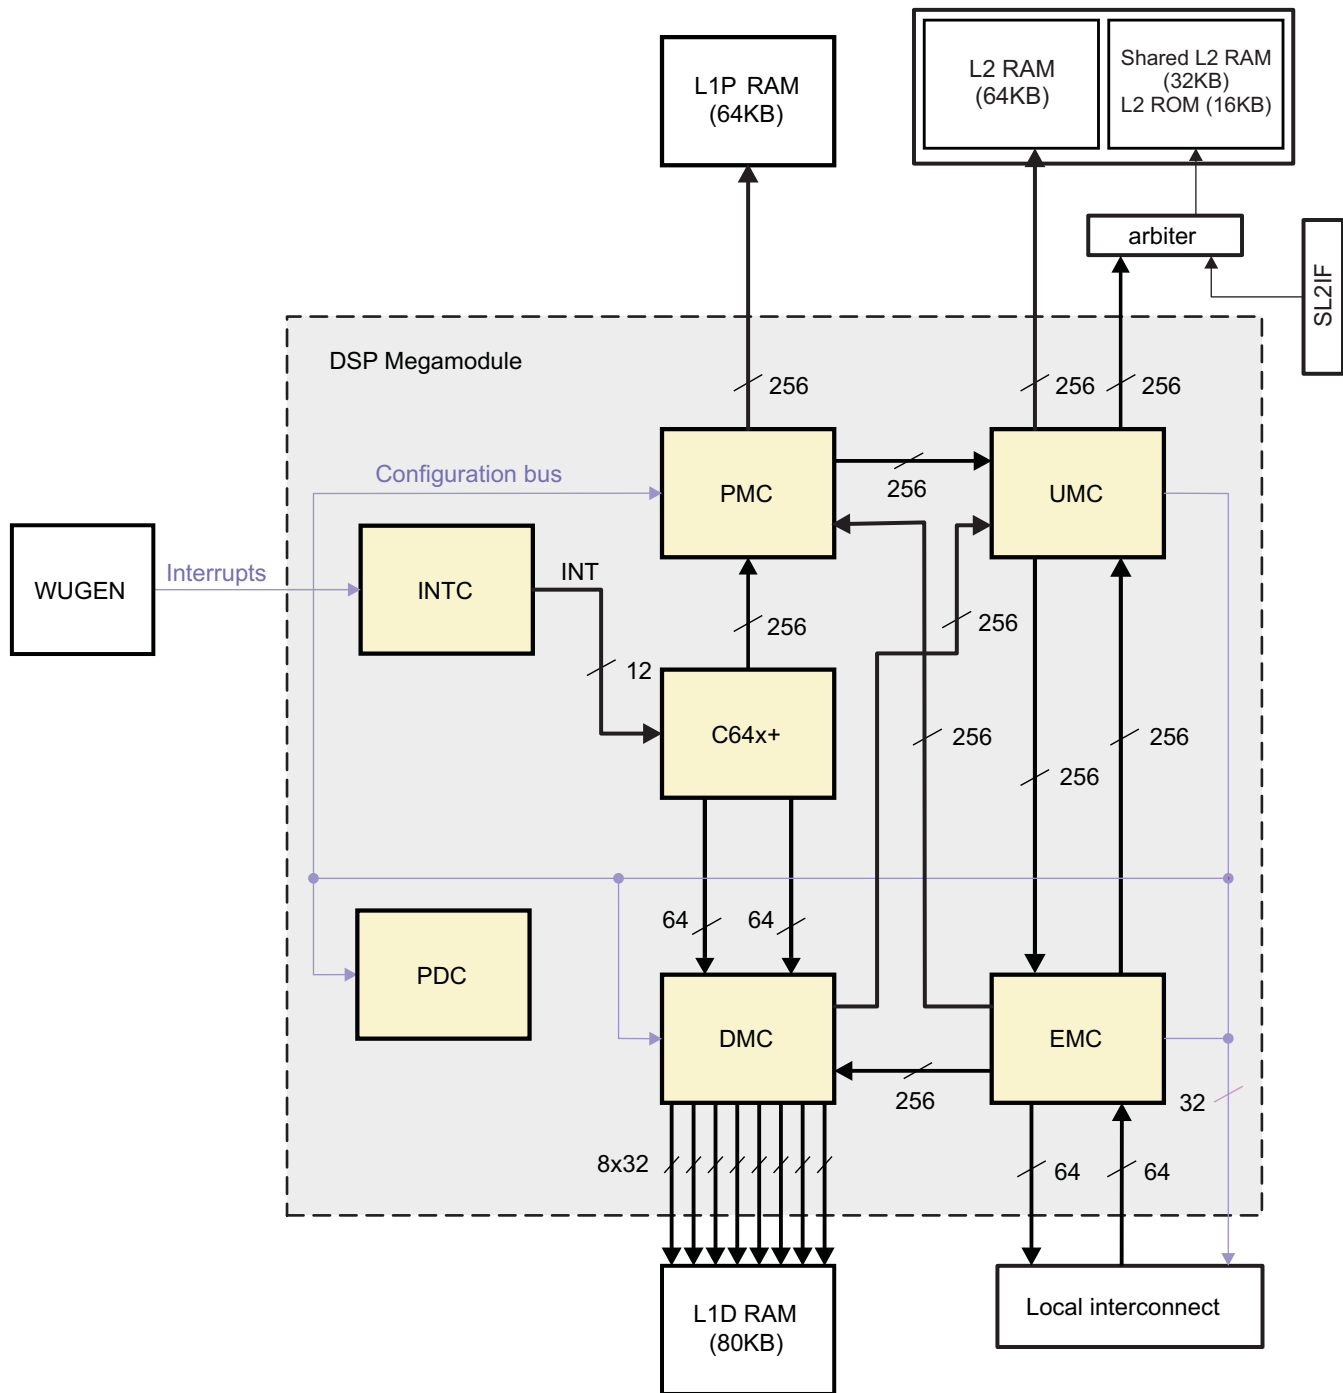 L1P RAM
(64KB)
L2 RAM
(64KB)
Shared L2 RAM
(32KB)
L2 ROM (16KB)
arbiter
SL2IF
DSP Megamodule
256
256
256
Configuration bus
PMC
256
UMC
WUGEN
Interrupts
INTC
INT
256
256
12
C64x+
256
256
256
64
64
PDC
DMC
EMC
256
32
8x32
64
64
L1D RAM
(80KB)
Local interconnect